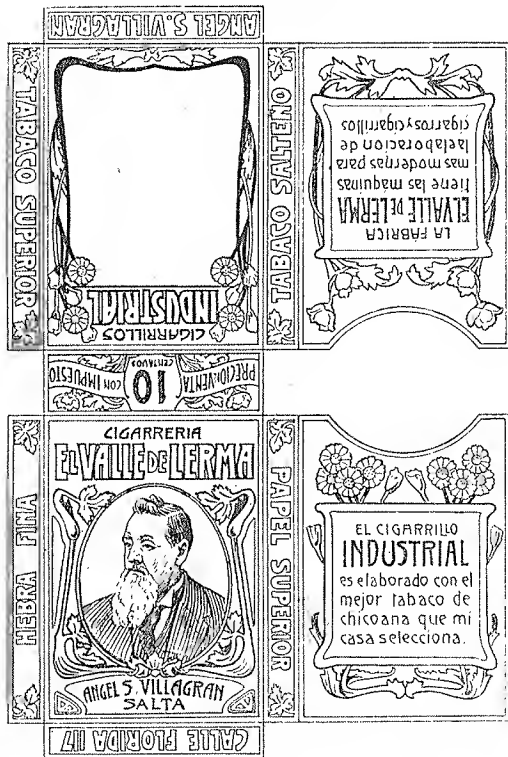 ANGEL S. VILLAGRAN
TABACO SUPERIOR
CIGARRILLOS
INDUSTRIAL
TABACO SALTEÑO
LA FÁBRICA
EL VALLE DE LERMA
tiene las maquinas
mas modernas para
la elaboracion de
cigarros y cigarrillos
PRECIO DE VENTA
10
CENTAVOS
CON IMPUESTO
HEBRA FINA
CIGARRERIA
EL VALLE DE LERMA
ANGEL S. VILLAGRAN
SALTA
PAPEL SUPERIOR
EL CIGARRILLO
INDUSTRIAL
es elaborado con el
mejor tabaco de
chicoana que mi
casa selecciona.
CALLE FLORIDA 117